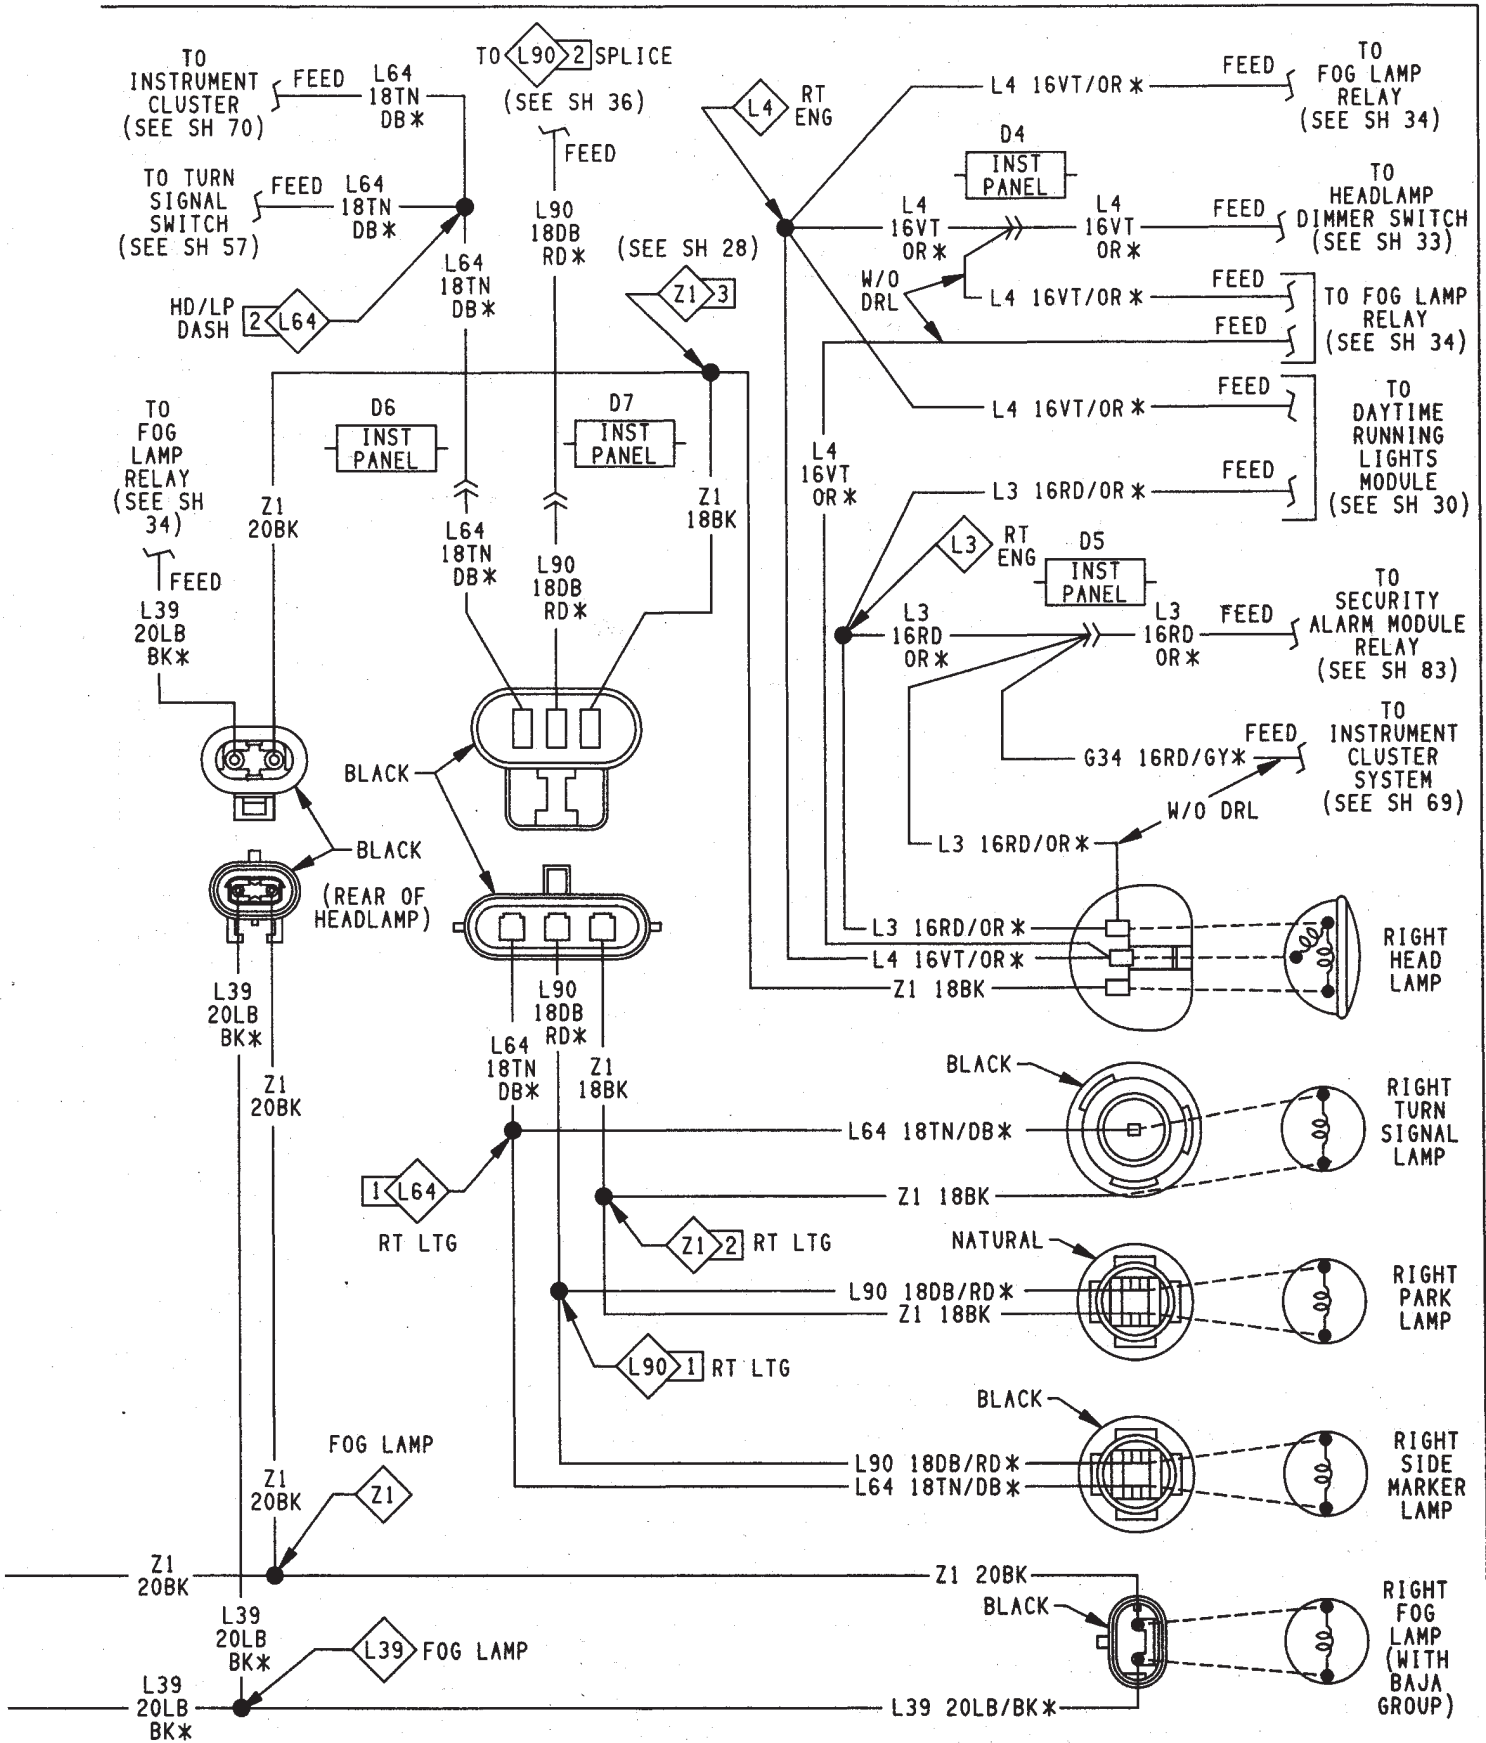 TO
INSTRUMENT
CLUSTER
(SEE SH 70)
FEED
L64
18TN
DB*
TO L90 2 SPLICE
(SEE SH 36)
FEED
L4
RT
ENG
L4 16VT/OR*
FEED
TO
FOG LAMP
RELAY
(SEE SH 34)
D4
INST
PANEL
TO TURN
SIGNAL
SWITCH
(SEE SH 57)
FEED
L64
18TN
DB*
L90
18DB
RD*
L4
16VT
OR*
L4
16VT
OR*
FEED
TO
HEADLAMP
DIMMER SWITCH
(SEE SH 33)
L64
18TN
DB*
(SEE SH 28)
Z1 3
W/O
DRL
L4 16VT/OR*
FEED
FEED
TO FOG LAMP
RELAY
(SEE SH 34)
HD/LP
DASH
2 L64
TO
FOG
LAMP
RELAY
(SEE SH
34)
FEED
D6
INST
PANEL
D7
INST
PANEL
L4 16VT/OR*
FEED
L3 16RD/OR*
FEED
TO
DAYTIME
RUNNING
LIGHTS
MODULE
(SEE SH 30)
L4
16VT
OR*
Z1
20BK
Z1
18BK
L64
18TN
DB*
L90
18DB
RD*
L3
RT
ENG
D5
INST
PANEL
L3
16RD
OR*
L3
16RD
OR*
FEED
TO
SECURITY
ALARM MODULE
RELAY
(SEE SH 83)
L39
20LB
BK*
G34 16RD/GY*
FEED
TO
INSTRUMENT
CLUSTER
SYSTEM
(SEE SH 69)
BLACK
W/O DRL
L3 16RD/OR*
BLACK
(REAR OF
HEADLAMP)
L3 16RD/OR*
L4 16VT/OR*
Z1 18BK
RIGHT
HEAD
LAMP
L39
20LB
BK*
L90
18DB
RD*
L64
18TN
DB*
Z1
18BK
Z1
20BK
BLACK
L64 18TN/DB*
Z1 18BK
RIGHT
TURN
SIGNAL
LAMP
1 L64
RT LTG
Z1 2 RT LTG
NATURAL
L90 18DB/RD*
Z1 18BK
RIGHT
PARK
LAMP
L90 1 RT LTG
BLACK
L90 18DB/RD*
L64 18TN/DB*
RIGHT
SIDE
MARKER
LAMP
FOG LAMP
Z1
Z1
20BK
Z1
20BK
Z1 20BK
BLACK
RIGHT
FOG
LAMP
(WITH
BAJA
GROUP)
L39
20LB
BK*
L39 FOG LAMP
L39
20LB
BK*
L39 20LB/BK*